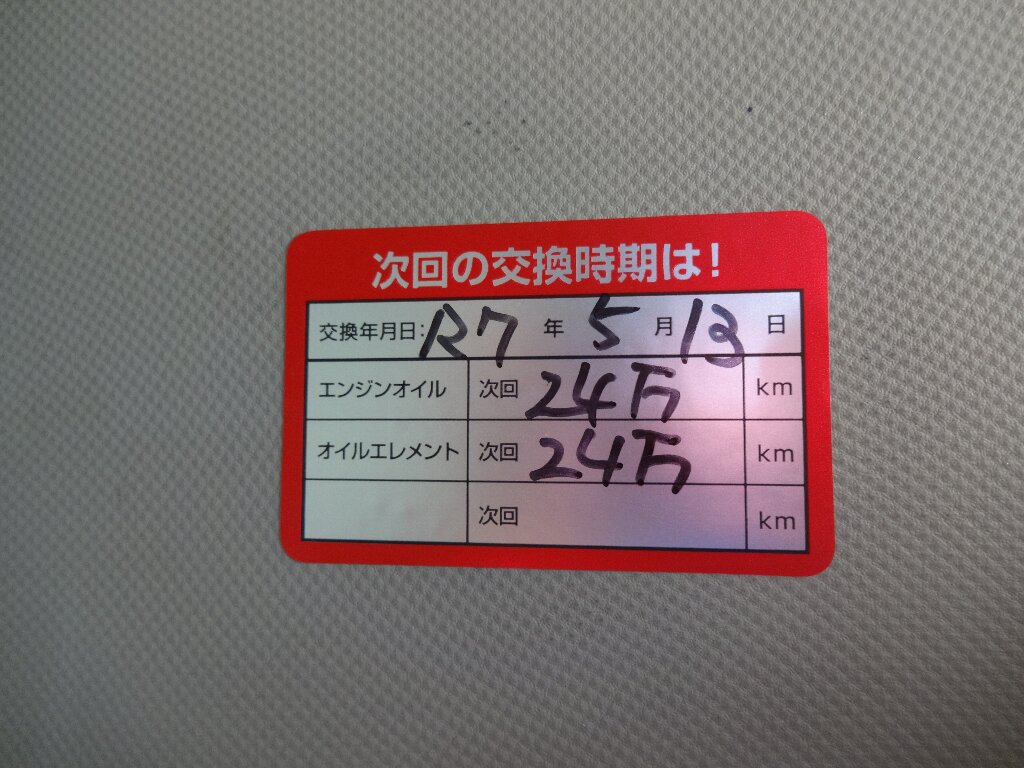 次回の交換時期は!
交換年月日: R7 年 5 月 13 日
エンジンオイル 次回 24万 km
オイルエレメント 次回 24万 km
次回 km